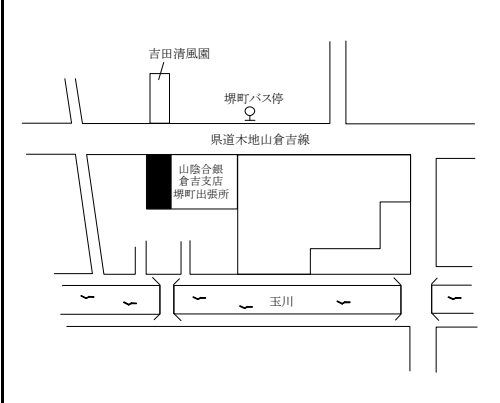 吉田清風園
堺町バス停
県道木地山倉吉線
山陰合銀
倉吉支店
堺町出張所
玉川